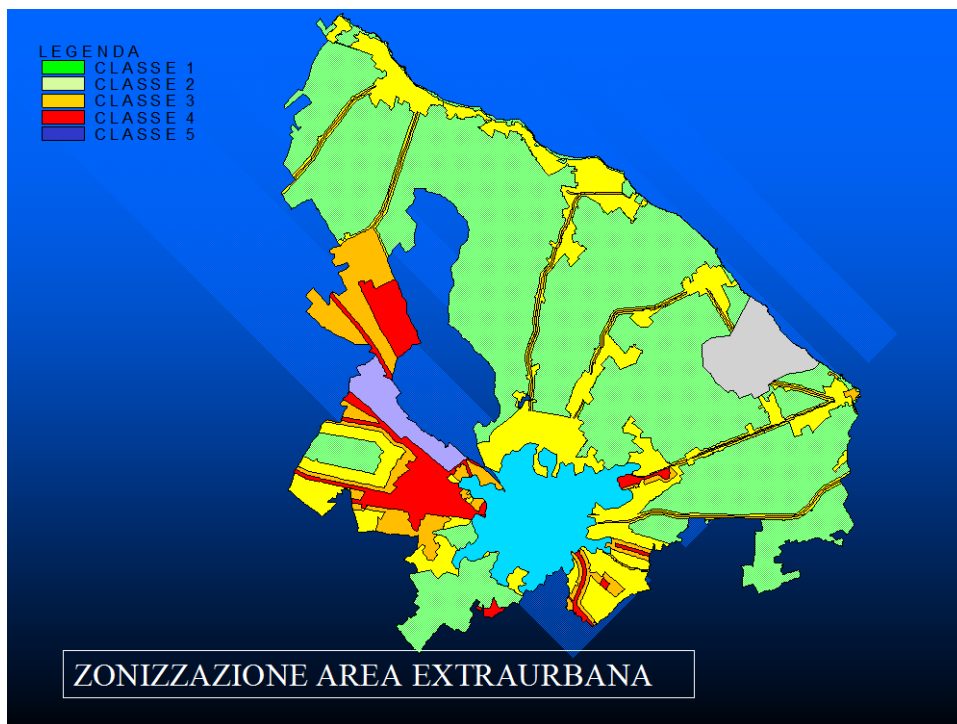 LEGENDA
CLASSE 1
CLASSE 2
CLASSE 3
CLASSE 4
CLASSE 5
ZONIZZAZIONE AREA EXTRAURBANA